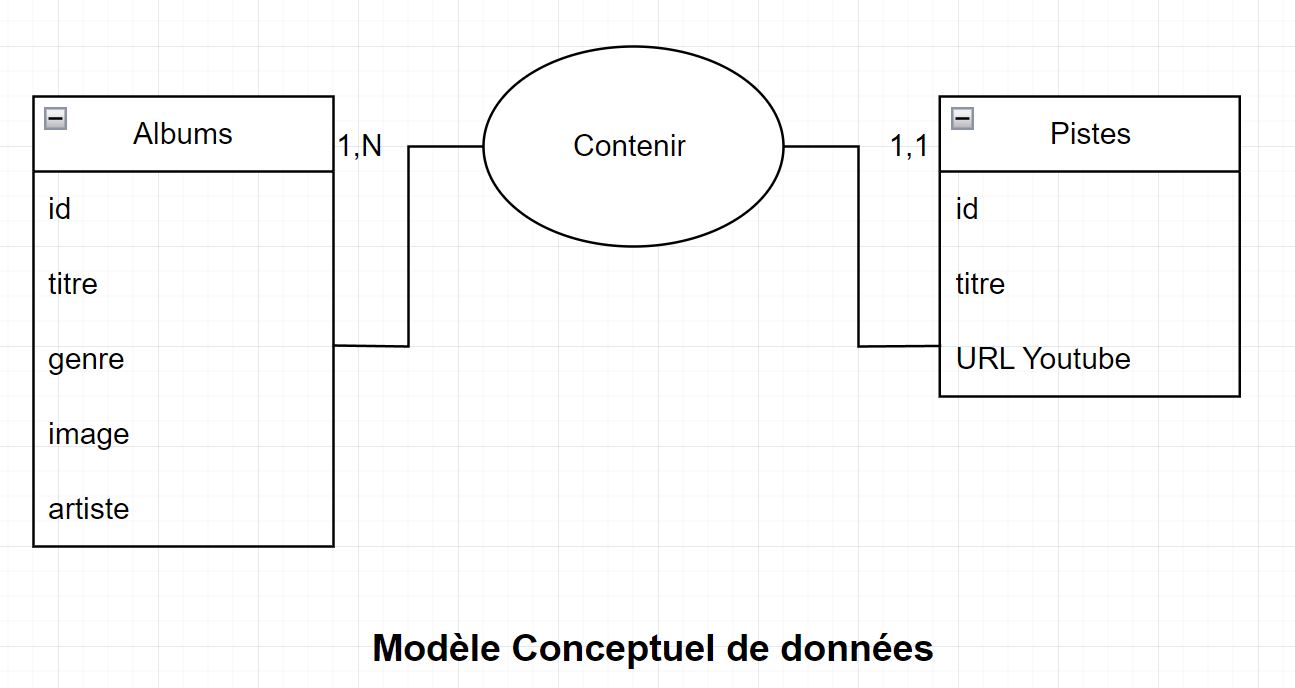 Albums
id
titre
genre
image
artiste
1,N
Contenir
1,1
Pistes
id
titre
URL Youtube
Modèle Conceptuel de données